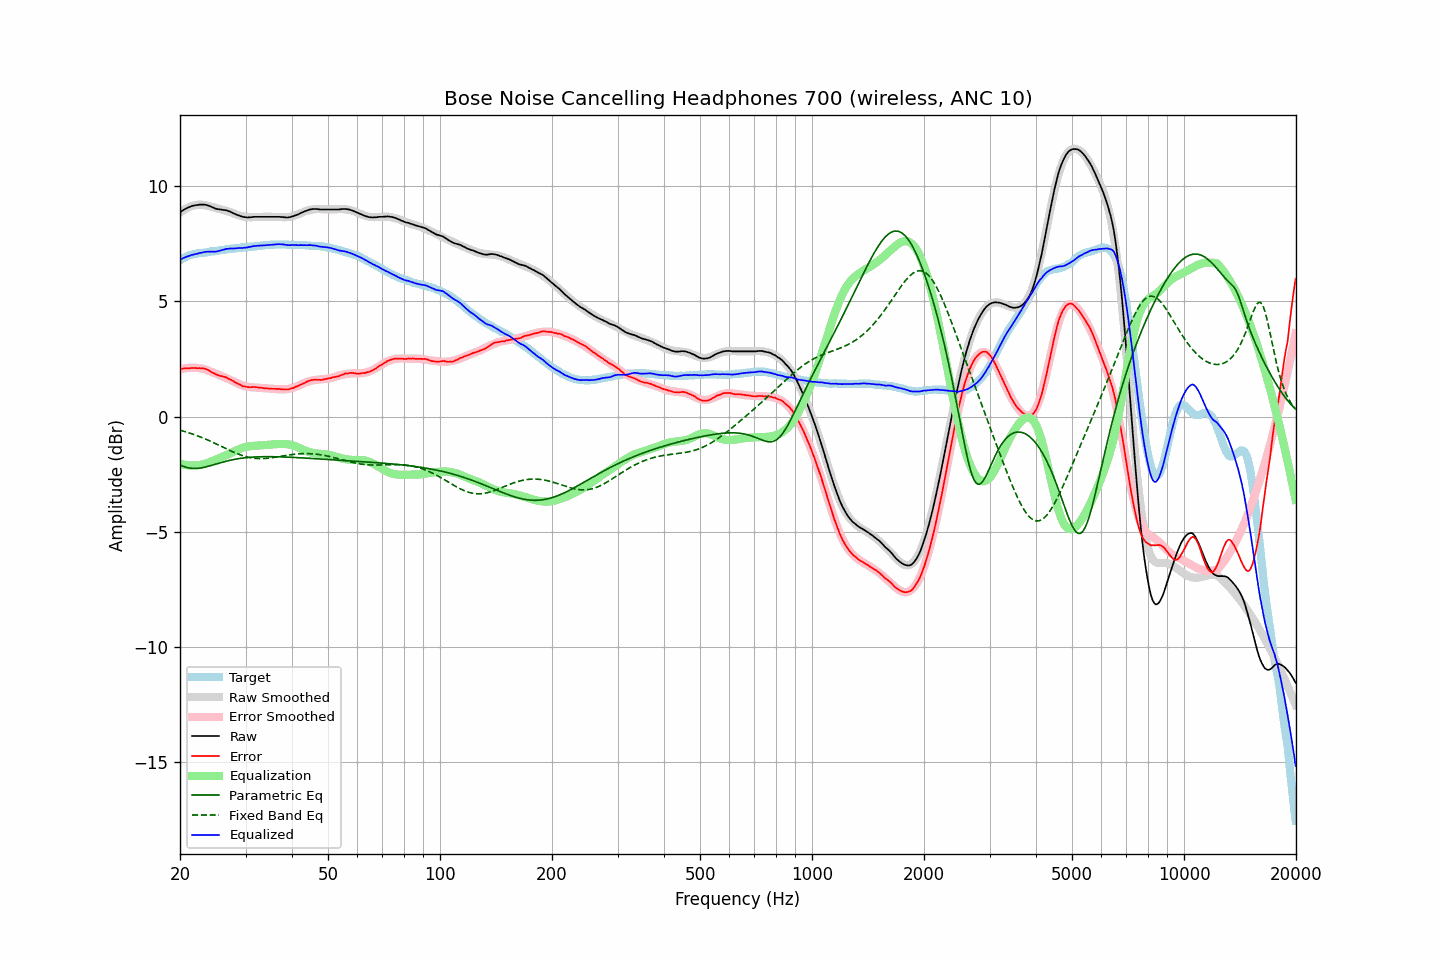 Bose Noise Cancelling Headphones 700 (wireless, ANC 10)
Amplitude (dBr)
10
5
0
−5
−10
−15
Target
Raw Smoothed
Error Smoothed
Raw
Error
Equalization
Parametric Eq
Fixed Band Eq
Equalized
20 50 100 200 500 1000 2000 5000 10000 20000
Frequency (Hz)